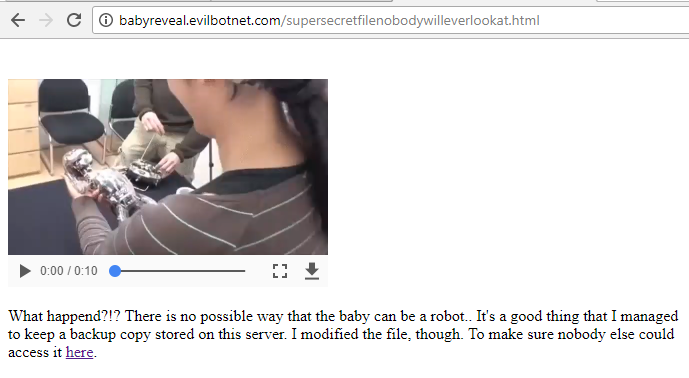 babyreveal.evilbotnet.com/supersecretfilenobodywilleverlookat.html
0:00 / 0:10
What happend?!? There is no possible way that the baby can be a robot.. It's a good thing that I managed
to keep a backup copy stored on this server. I modified the file, though. To make sure nobody else could
access it here.